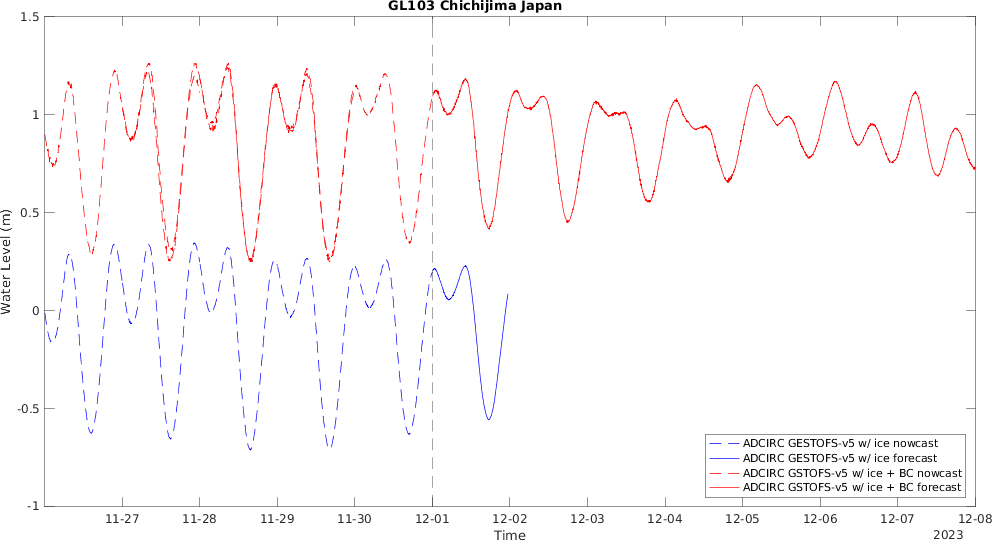 GL103 Chichijima Japan
1.5
1
0.5
0
-0.5
-1
Water Level (m)
11-27 11-28 11-29 11-30 12-01 12-02 12-03 12-04 12-05 12-06 12-07 12-08
Time
2023
ADCIRC GESTOFS-v5 w/ ice nowcast
ADCIRC GESTOFS-v5 w/ ice forecast
ADCIRC GSTOFS-v5 w/ ice + BC nowcast
ADCIRC GSTOFS-v5 w/ ice + BC forecast